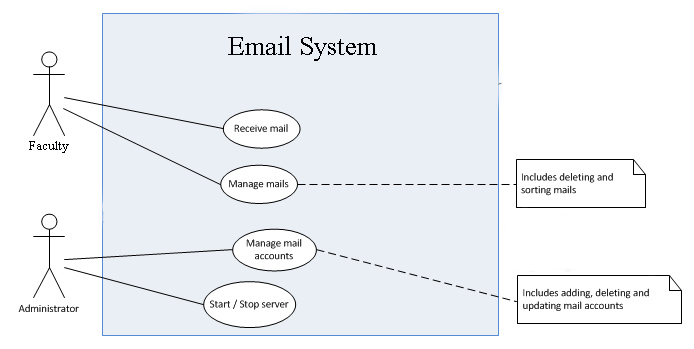 Email System
Receive mail
Faculty
Manage mails
Includes deleting and
sorting mails
Manage mail
accounts
Start / Stop server
Administrator
Includes adding, deleting and
updating mail accounts